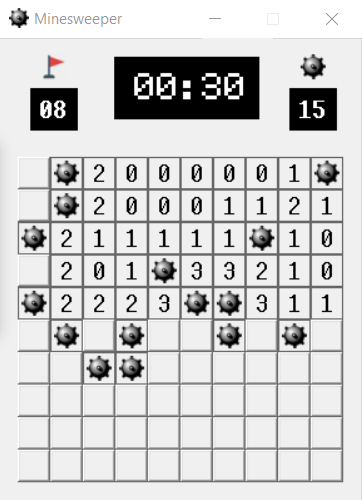 Minesweeper
08 00:30 15
2 0 0 0 0 0 1
2 0 0 0 1 1 2 1
2 1 1 1 1 1 1 0
2 0 1 3 3 2 1 0
2 2 2 3 3 1 1